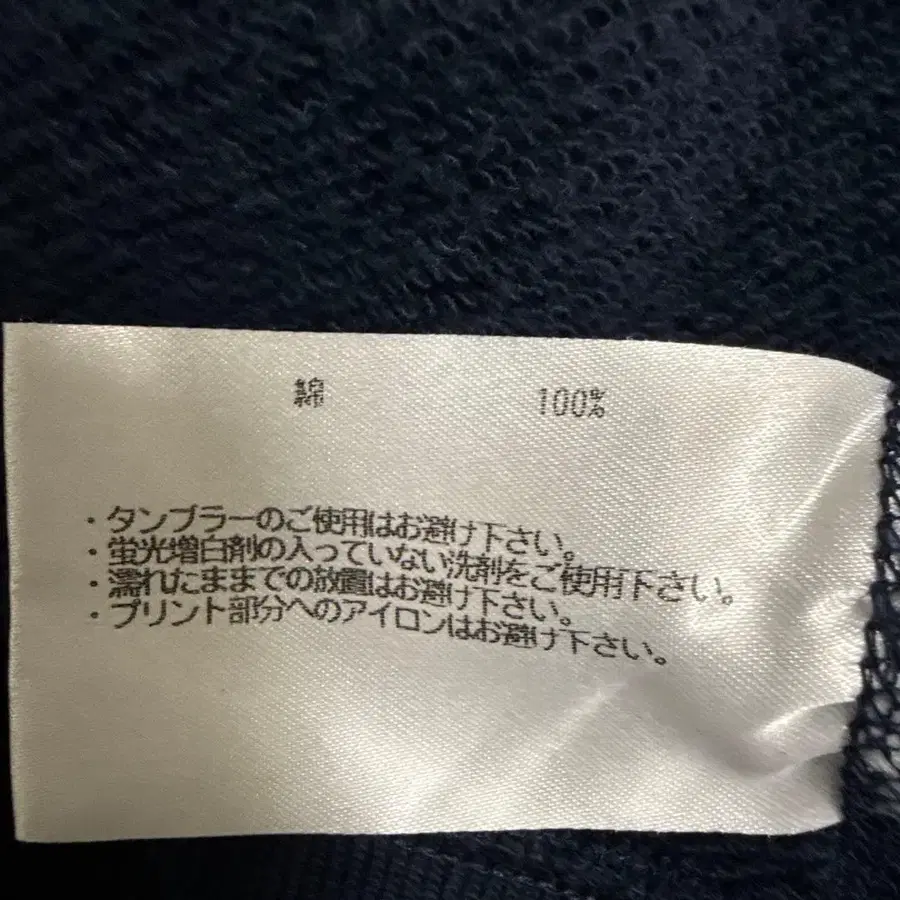 綿 100%
・タンブラーのご使用はお避け下さい。
・蛍光増白剤の入っていない洗剤をご使用下さい。
・濡れたままでの放置はお避け下さい。
・プリント部分へのアイロンはお避け下さい。